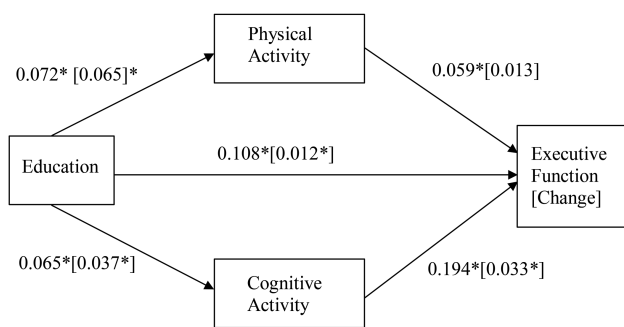 Physical
Activity
0.072* [0.065]*
0.059*[0.013]
Education
0.108*[0.012*]
Executive
Function
[Change]
0.065*[0.037*]
0.194*[0.033*]
Cognitive
Activity